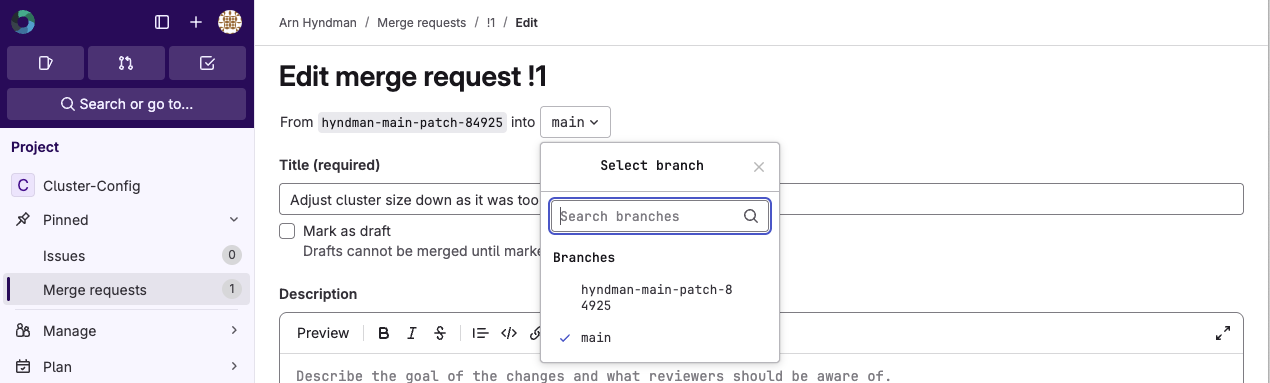 Arn Hyndman / Merge requests / !1 / Edit
Search or go to...
Project
C Cluster-Config
Pinned
Issues 0
Merge requests 1
Manage
Plan
Edit merge request !1
From hyndman-main-patch-84925 into main
Title (required)
Adjust cluster size down as it was too
Mark as draft
Drafts cannot be merged until marke
Description
Preview B I S
Describe the goal of the changes and what reviewers should be aware of.
Select branch
Search branches
Branches
hyndman-main-patch-8
4925
main